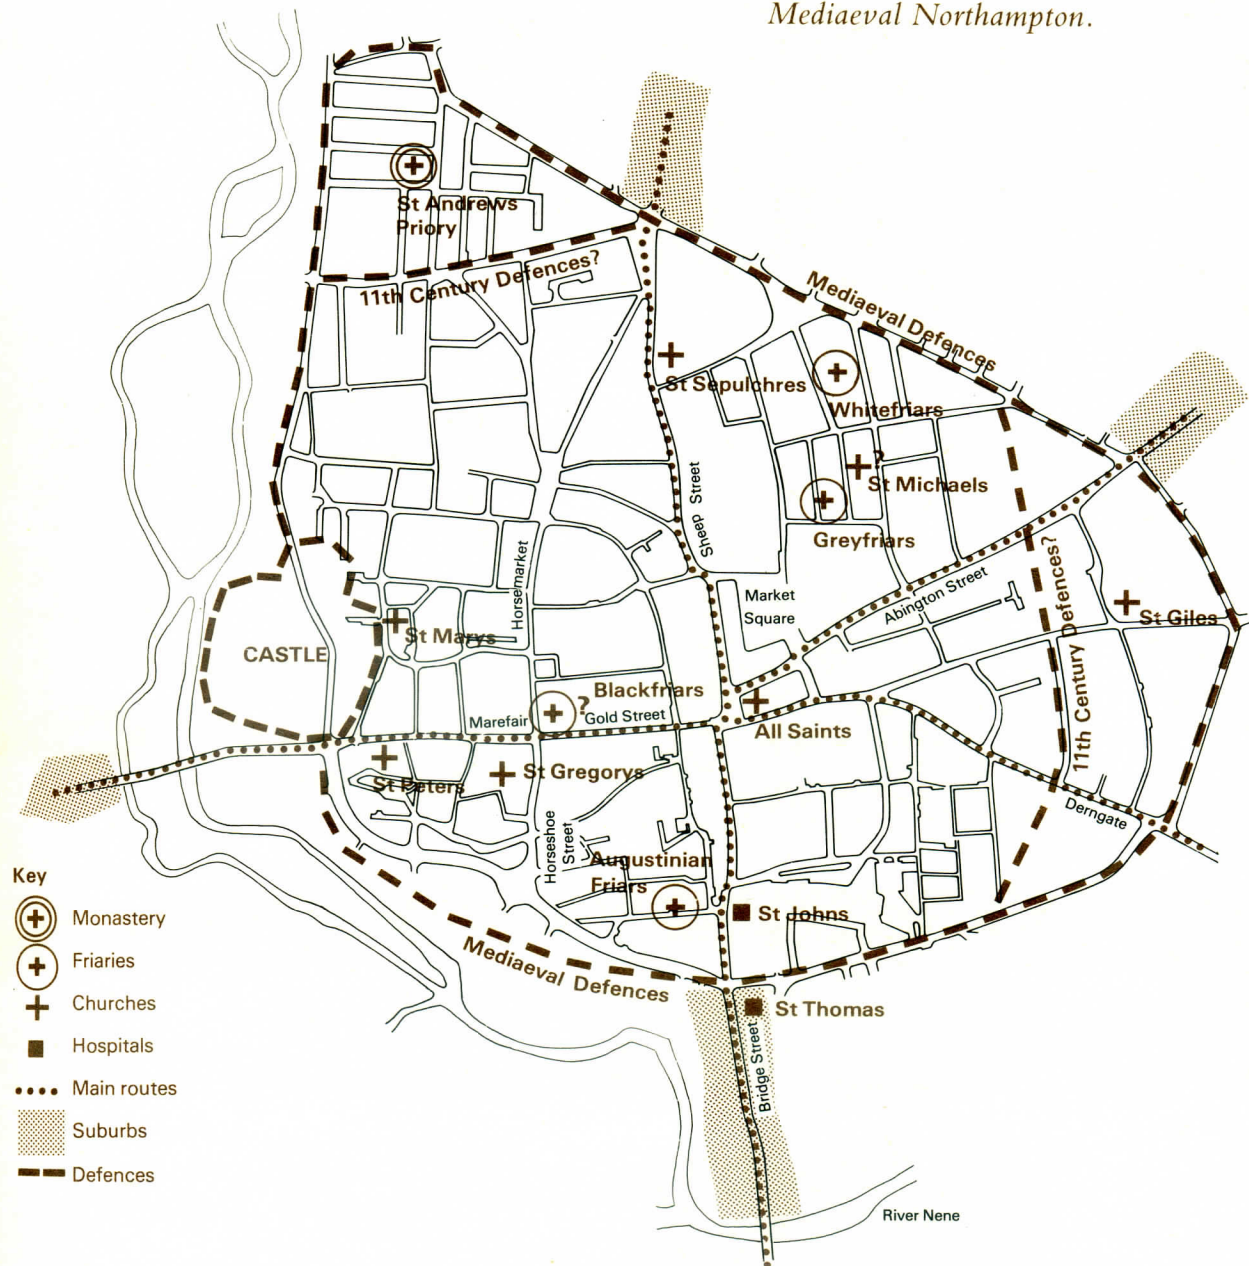 Mediaeval Northampton.
St Andrews
Priory
11th Century Defences?
Mediaeval Defences
St Sepulchres
Whitefriars
?
St Michaels
Greyfriars
Sheep Street
Horsemarket
Market
Square
Abington Street
11th Century Defences?
St Giles
St Marys
CASTLE
Blackfriars
?
Marefair
Gold Street
All Saints
St Peters
St Gregorys
Derngate
Horseshoe
Street
Augustinian
Friars
St Johns
Mediaeval Defences
St Thomas
Bridge Street
River Nene
Key
Monastery
Friaries
Churches
Hospitals
Main routes
Suburbs
Defences